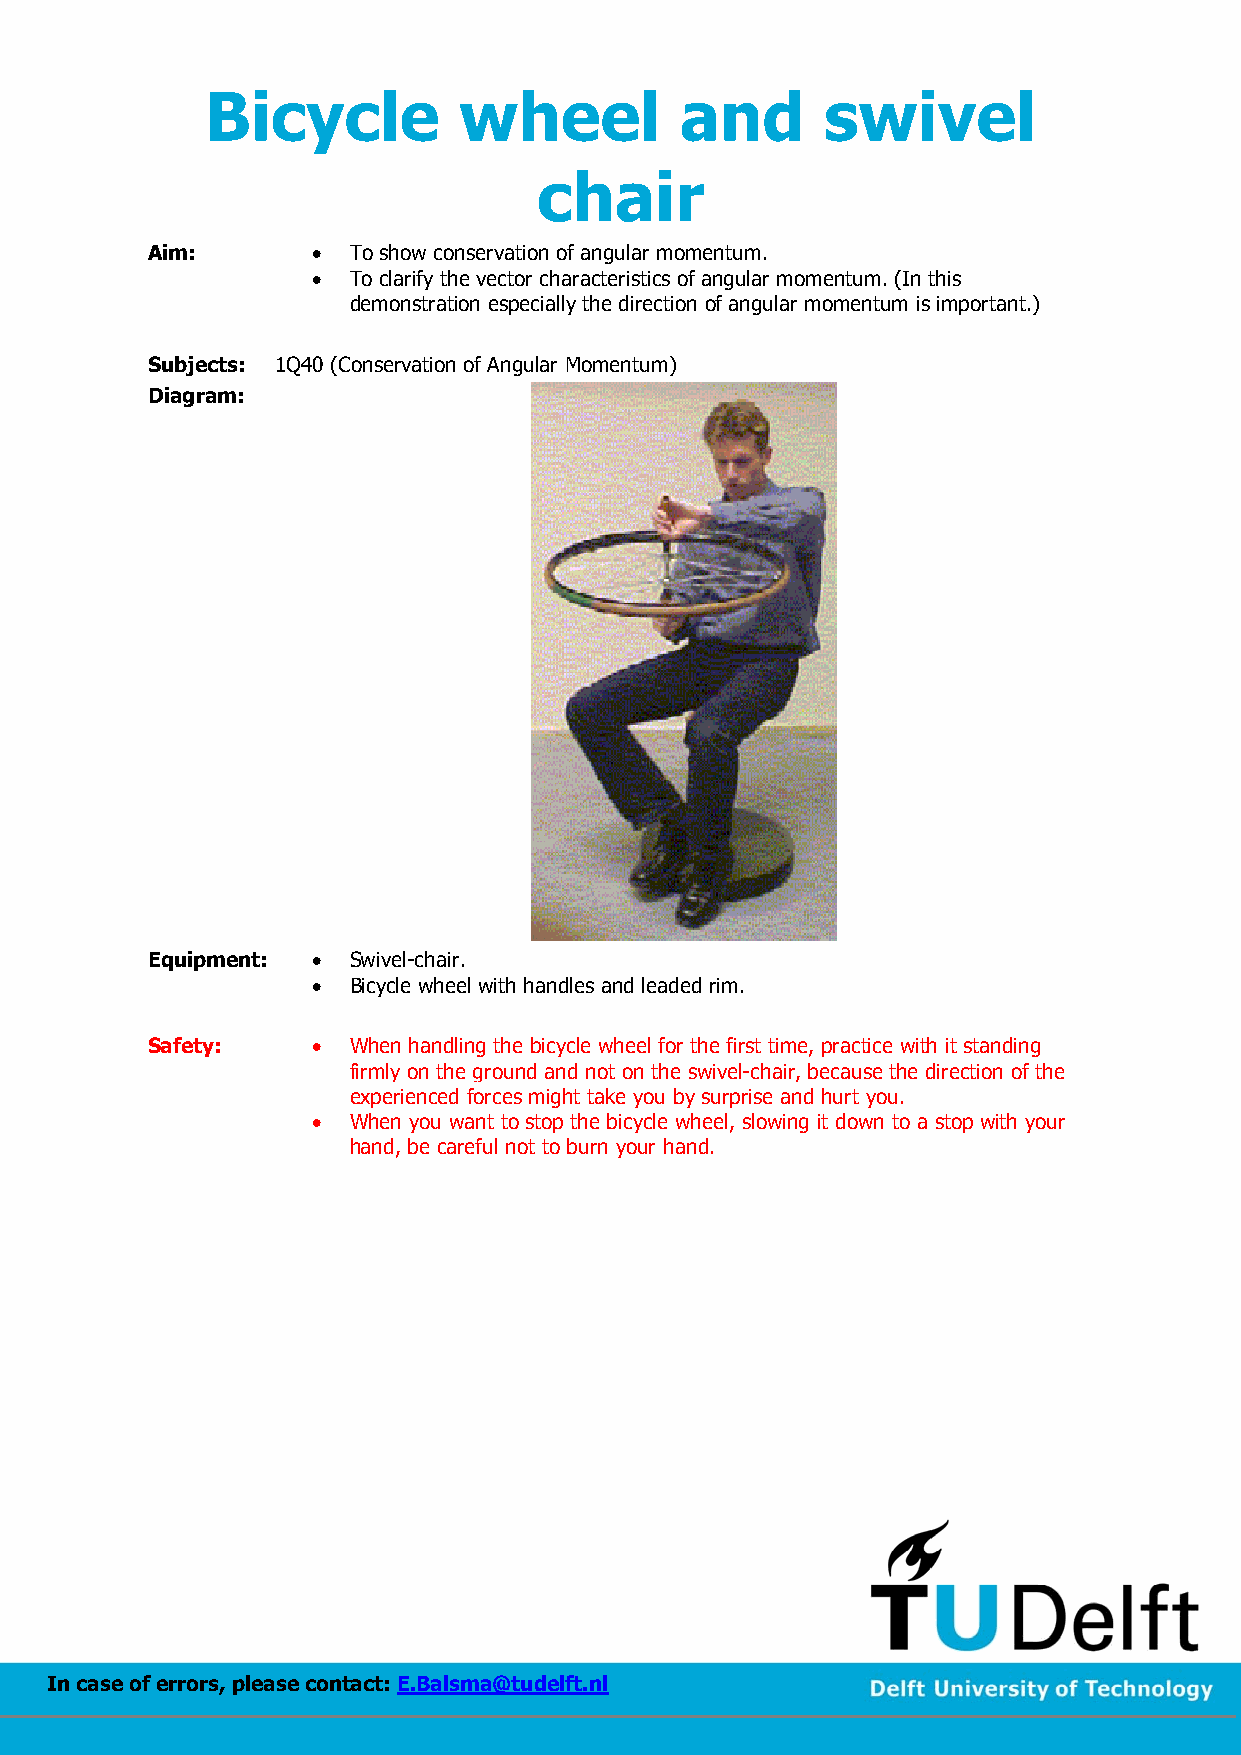 Bicycle wheel and swivel
chair
Aim:
• To show conservation of angular momentum.
• To clarify the vector characteristics of angular momentum. (In this
demonstration especially the direction of angular momentum is important.)
Subjects: 1Q40 (Conservation of Angular Momentum)
Diagram:
Equipment:
• Swivel-chair.
• Bicycle wheel with handles and leaded rim.
Safety:
• When handling the bicycle wheel for the first time, practice with it standing
firmly on the ground and not on the swivel-chair, because the direction of the
experienced forces might take you by surprise and hurt you.
• When you want to stop the bicycle wheel, slowing it down to a stop with your
hand, be careful not to burn your hand.
TUDelft
In case of errors, please contact: E.Balsma@tudelft.nl
Delft University of Technology